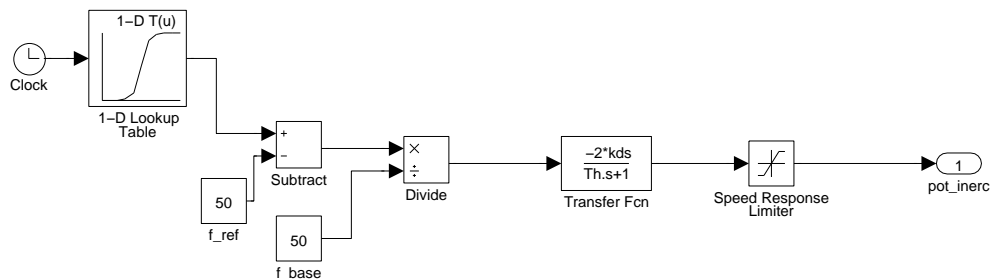 1−D T(u)
Clock
1−D Lookup
Table
+
−
Subtract
50
f_ref
×
÷
Divide
50
f_base
−2*kds
Th.s+1
Transfer Fcn
Speed Response
Limiter
1
pot_inerc